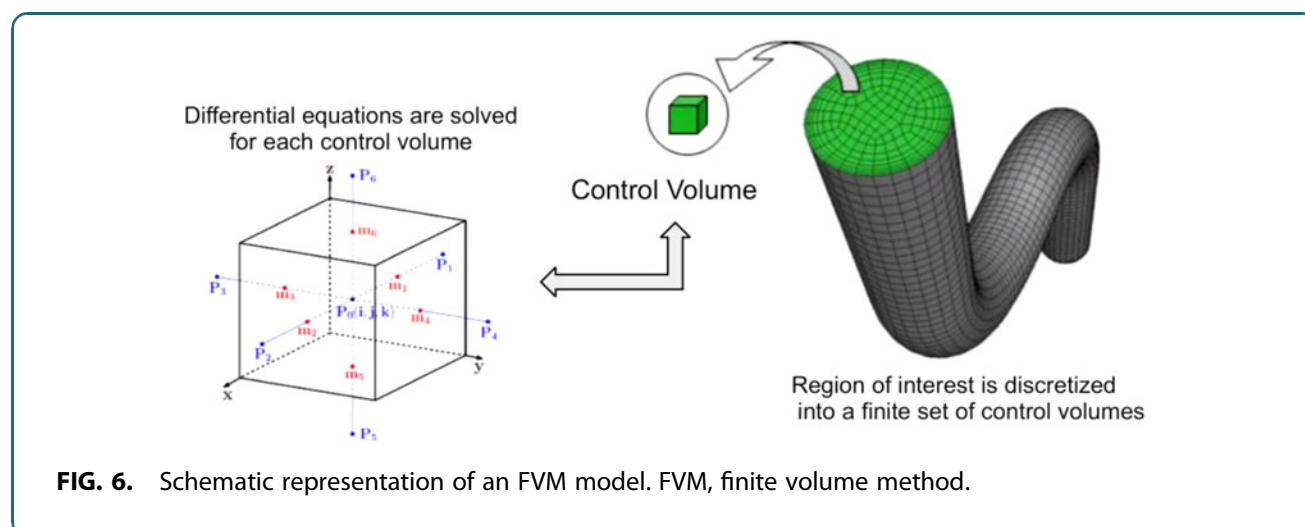 Differential equations are solved
for each control volume
z
P₆
m₆
P₁
m₁
P₃
m₃
P₀(i, j, k)
m₄
P₄
m₂
P₂
m₅
y
x
P₅
Control Volume
Region of interest is discretized
into a finite set of control volumes
FIG. 6. Schematic representation of an FVM model. FVM, finite volume method.